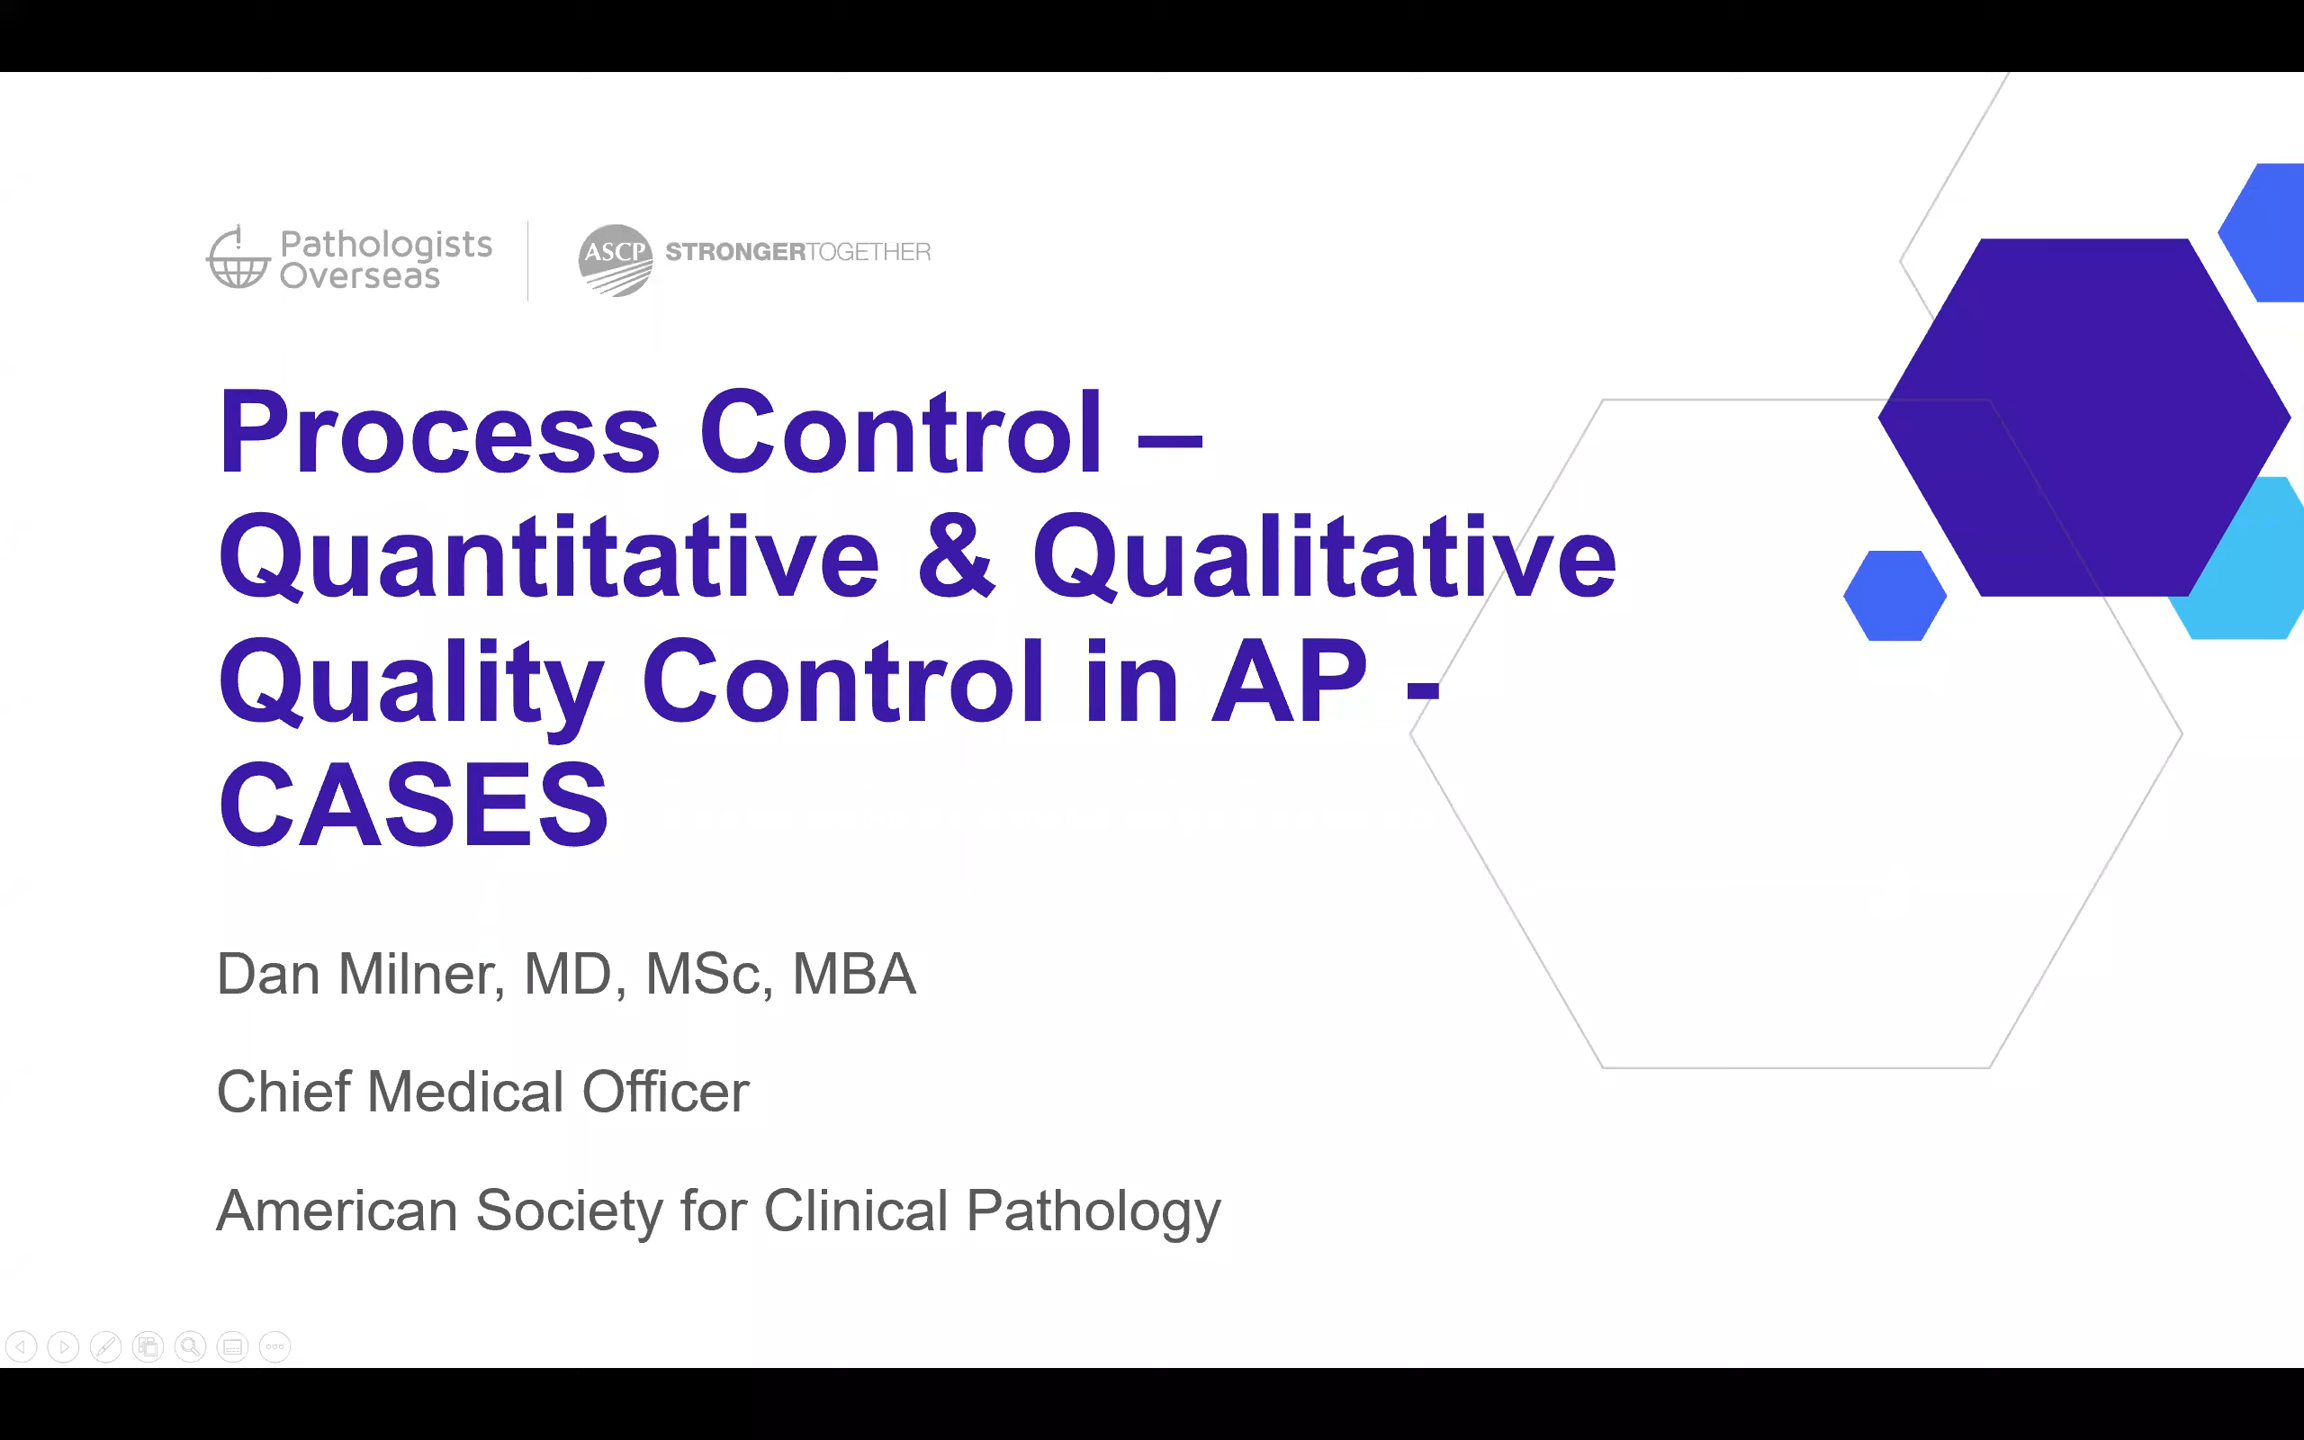 Pathologists
Overseas
ASCP STRONGERTOGETHER
Process Control –
Quantitative & Qualitative
Quality Control in AP -
CASES
Dan Milner, MD, MSc, MBA
Chief Medical Officer
American Society for Clinical Pathology